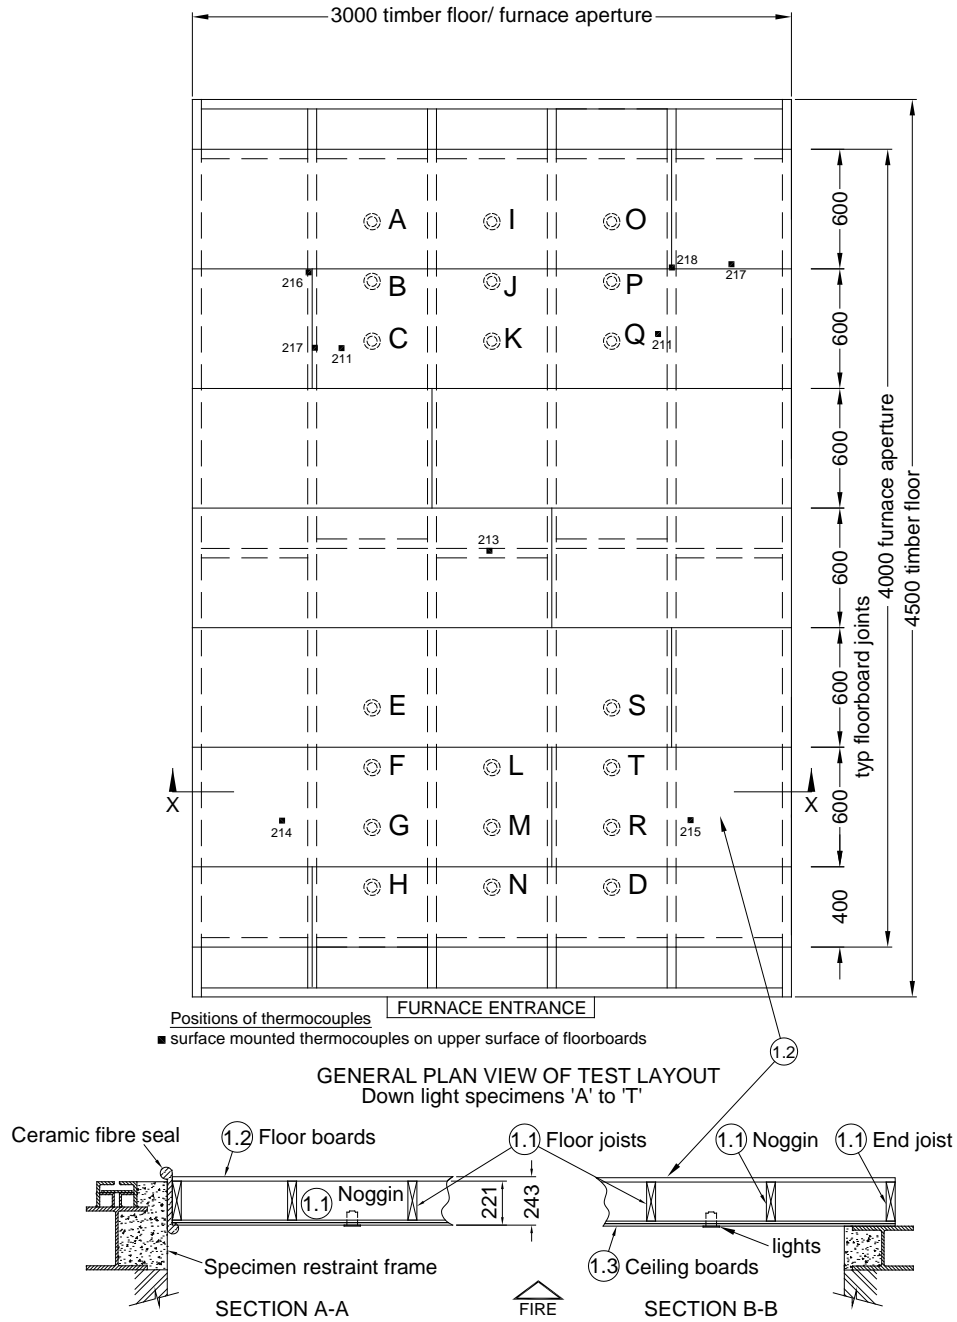 3000 timber floor/ furnace aperture
A I O
600
218
217
216
B J P
C K Q
217 211 211
600
600
213
600
4000 furnace aperture
4500 timber floor
typ floorboard joints
E S
600
F L T
X X
600
G M R
214 215
H N D
400
FURNACE ENTRANCE
Positions of thermocouples
surface mounted thermocouples on upper surface of floorboards
1.2
GENERAL PLAN VIEW OF TEST LAYOUT
Down light specimens 'A' to 'T'
Ceramic fibre seal 1.2 Floor boards 1.1 Floor joists 1.1 Noggin 1.1 End joist
1.1 Noggin 221 243
lights
Specimen restraint frame 1.3 Ceiling boards
SECTION A-A FIRE SECTION B-B